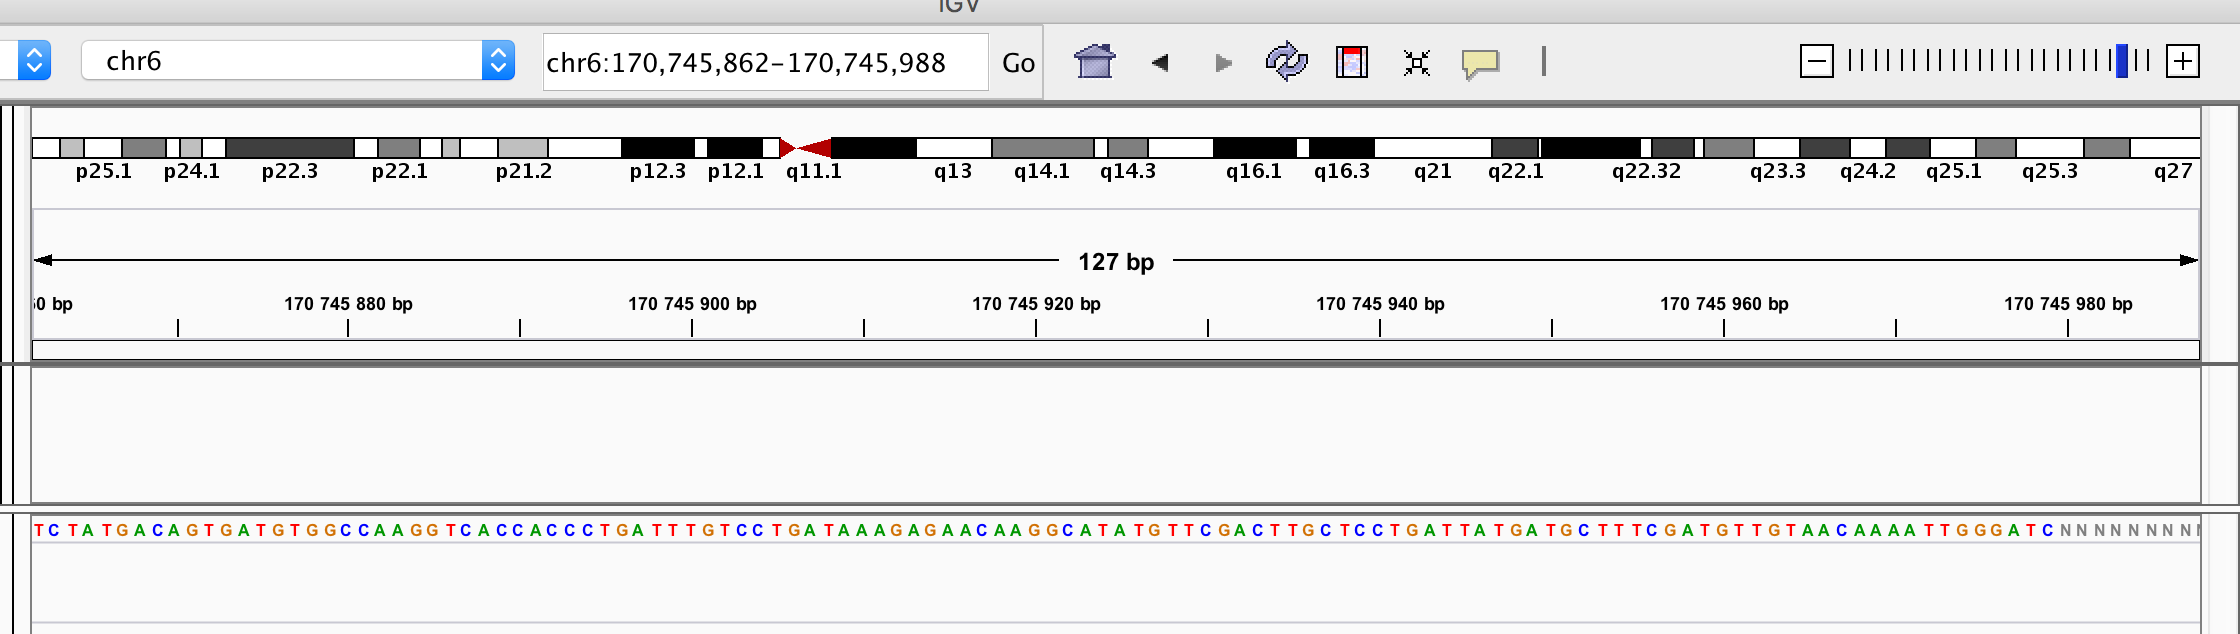 IGV
chr6 chr6:170,745,862-170,745,988 Go
p25.1 p24.1 p22.3 p22.1 p21.2 p12.3 p12.1 q11.1 q13 q14.1 q14.3 q16.1 q16.3 q21 q22.1 q22.32 q23.3 q24.2 q25.1 q25.3 q27
127 bp
0 bp 170 745 880 bp 170 745 900 bp 170 745 920 bp 170 745 940 bp 170 745 960 bp 170 745 980 bp
T C T A T G A C A G T G A T G T G G C C A A G G T C A C C A C C C T G A T T T G T C C T G A T A A A G A G A A C A A G G C A T A T G T T C G A C T T G C T C C T G A T T A T G A T G C T T T C G A T G T T G T A A C A A A A T T G G G A T C N N N N N N N N